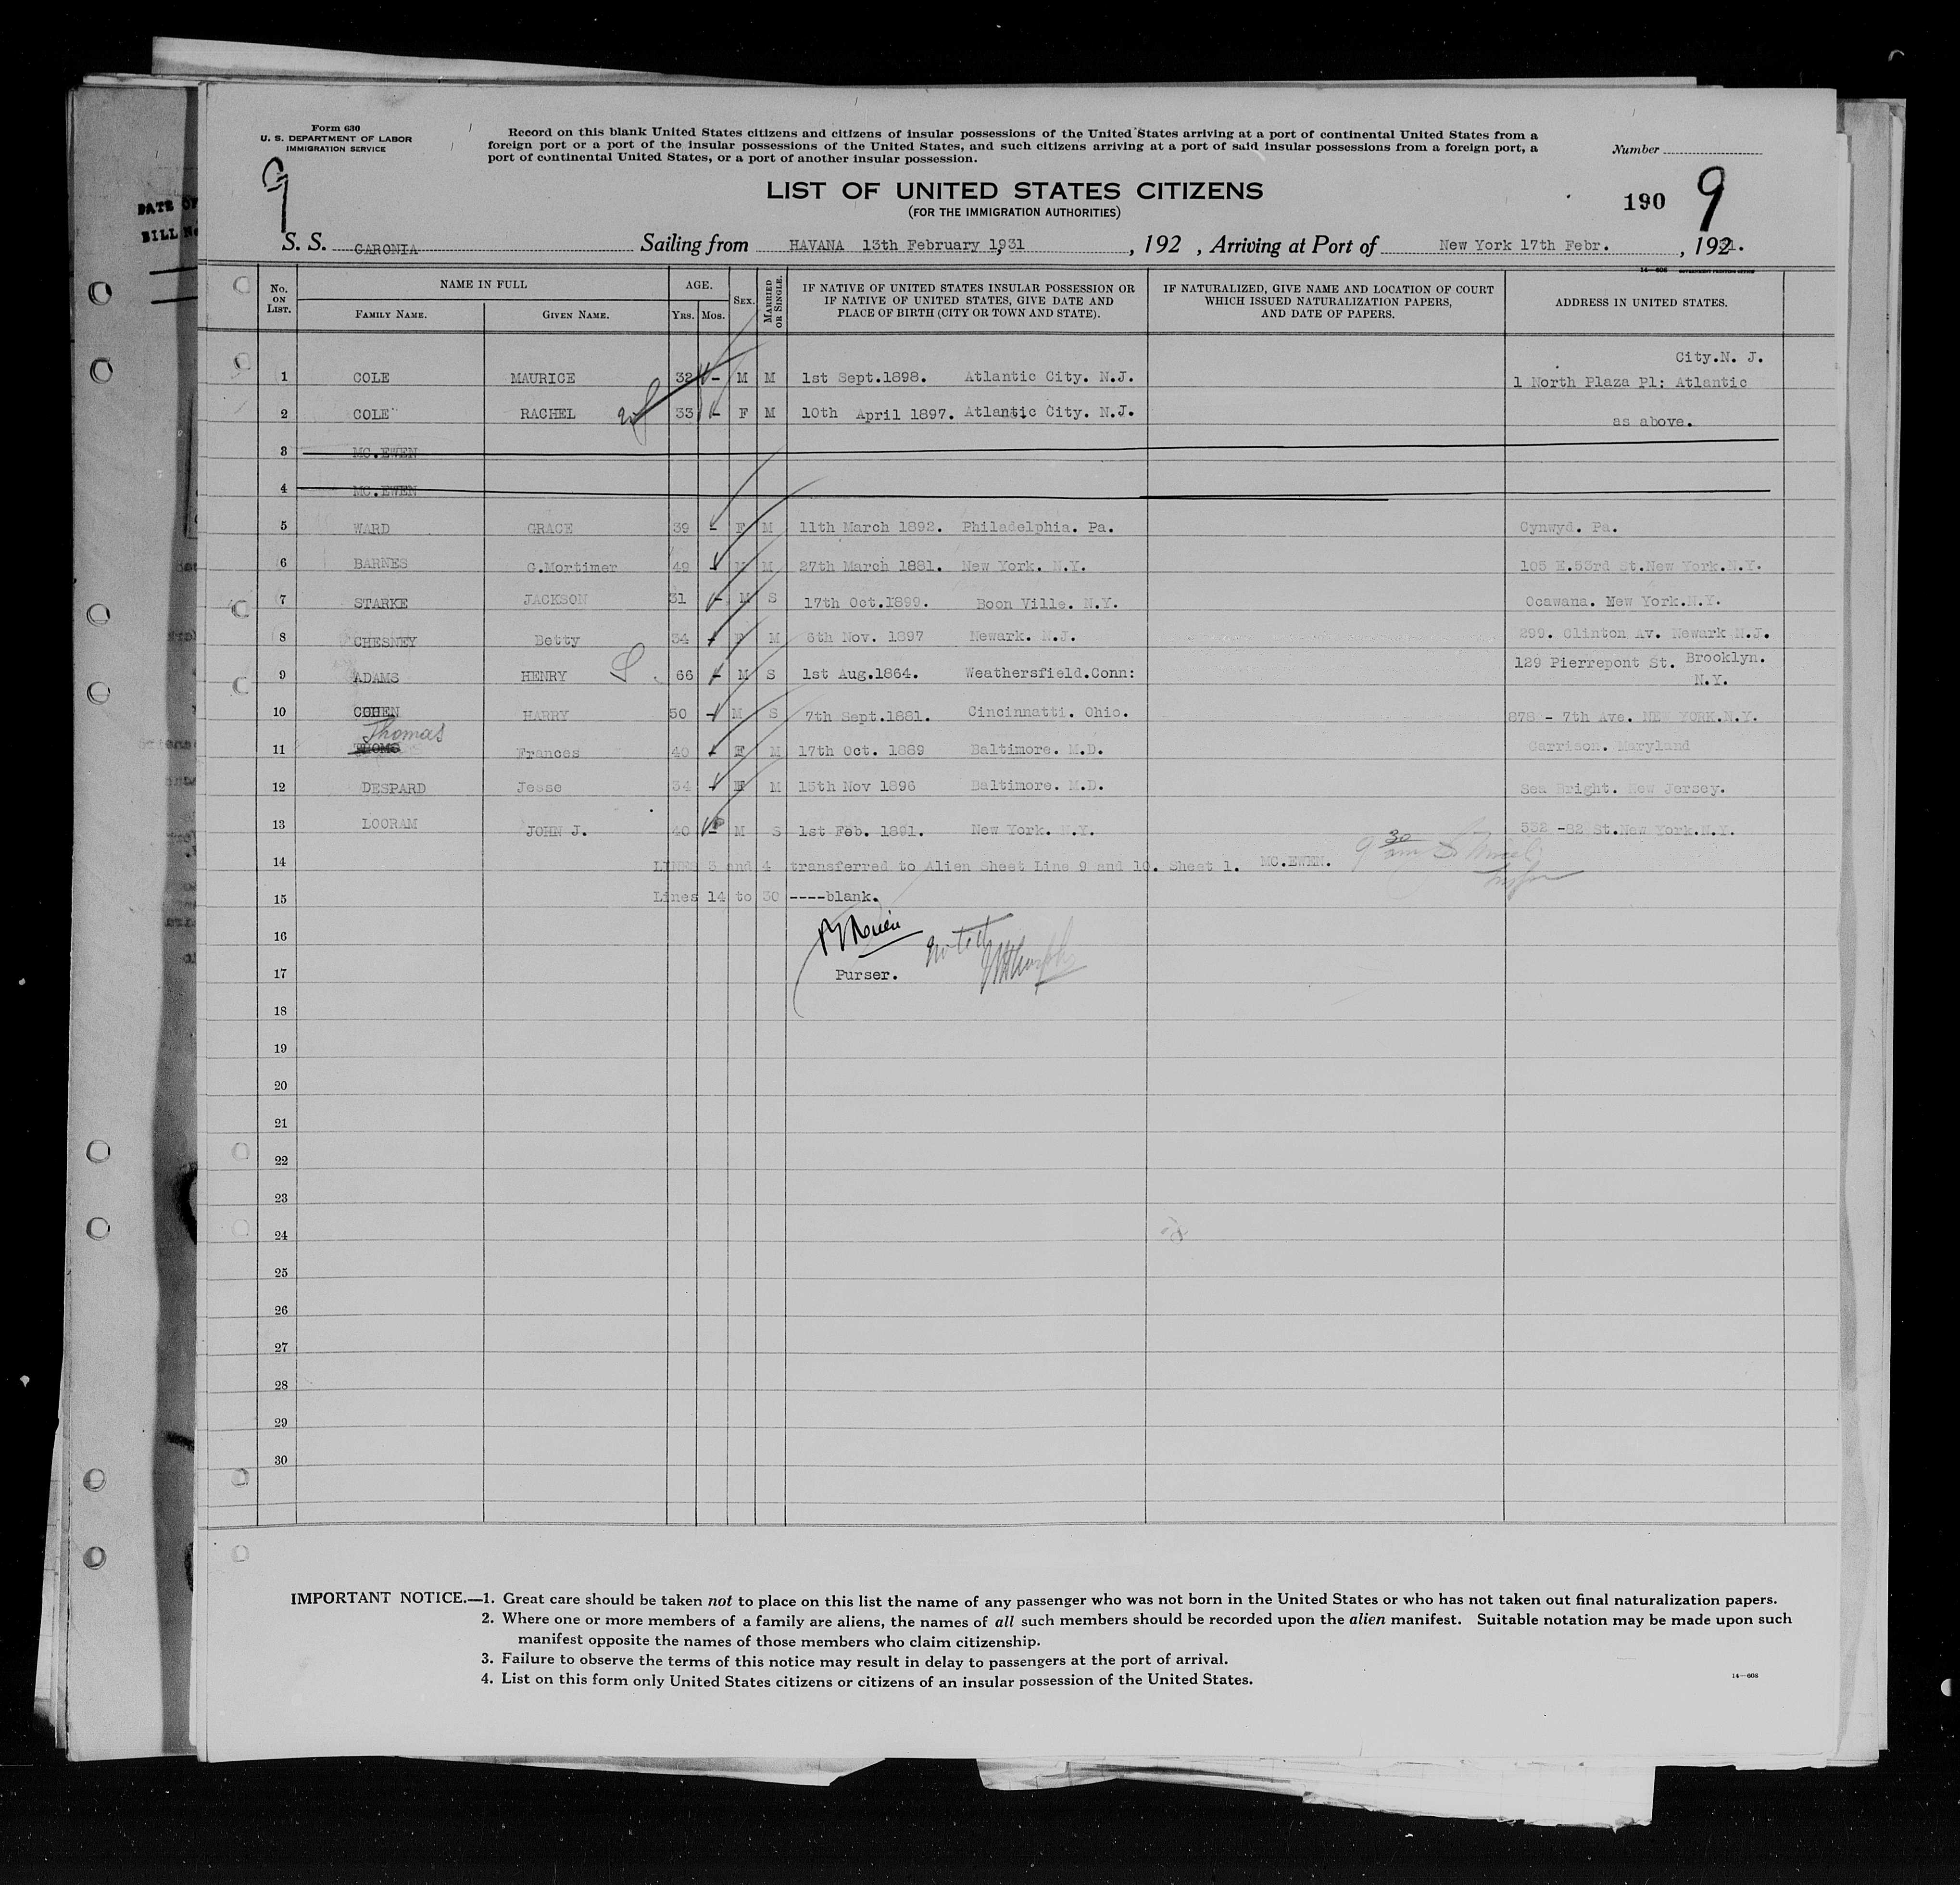 Form 630
U. S. DEPARTMENT OF LABOR
IMMIGRATION SERVICE
Record on this blank United States citizens and citizens of insular possessions of the United States arriving at a port of continental United States from a
foreign port or a port of the insular possessions of the United States, and such citizens arriving at a port of said insular possessions from a foreign port, a
port of continental United States, or a port of another insular possession.
Number
9
LIST OF UNITED STATES CITIZENS
(FOR THE IMMIGRATION AUTHORITIES)
190 9
S. S. CARONIA Sailing from HAVANA 13th February 1931, 192 , Arriving at Port of New York 17th Febr. , 1921.
DATE OF
BILL No
No. ON LIST. NAME IN FULL AGE. SEX. MARRIED OR SINGLE. IF NATIVE OF UNITED STATES INSULAR POSSESSION OR IF NATIVE OF UNITED STATES, GIVE DATE AND PLACE OF BIRTH (CITY OR TOWN AND STATE). IF NATURALIZED, GIVE NAME AND LOCATION OF COURT WHICH ISSUED NATURALIZATION PAPERS, AND DATE OF PAPERS. ADDRESS IN UNITED STATES.
FAMILY NAME. GIVEN NAME. YRS. MOS.
City.N. J.
1 COLE MAURICE 32 - M M 1st Sept.1898. Atlantic City. N.J. 1 North Plaza Pl: Atlantic
2 COLE RACHEL 33 - F M 10th April 1897. Atlantic City. N.J. as above.
3 MC.EWEN
4 MC.EWEN
5 WARD GRACE 39 - F M 11th March 1892. Philadelphia. Pa. Cynwyd. Pa.
6 BARNES G.Mortimer 49 - M M 27th March 1881. New York. N.Y. 105 E.53rd St.New York.N.Y.
7 STARKE JACKSON 31 - M S 17th Oct.1899. Boon Ville. N.Y. Ocawana. New York.N.Y.
8 CHESNEY Betty 34 - F M 6th Nov. 1897 Newark. N.J. 299. Clinton Av. Newark N.J.
9 ADAMS HENRY 66 - M S 1st Aug.1864. Weathersfield.Conn: 129 Pierrepont St. Brooklyn.
N.Y.
10 COHEN HARRY 50 - M S 7th Sept.1881. Cincinnatti. Ohio. 878 - 7th Ave. NEW YORK.N.Y.
Thomas
11 THOMS Frances 40 - F M 17th Oct. 1889 Baltimore. M.D. Garrison. Maryland
12 DESPARD Jesse 34 - F M 15th Nov 1896 Baltimore. M.D. Sea Bright. New Jersey.
13 LOORAM JOHN J. 40 - M S 1st Feb. 1891. New York. N.Y. 532 -82 St.New York.N.Y.
14 LINES 3 and 4 transferred to Alien Sheet Line 9 and 10. Sheet 1. MC.EWEN. 9 30 am
15 Lines 14 to 30 ----blank.
16
noted
17 Purser.
18
19
20
21
22
23
24
25
26
27
28
29
30
IMPORTANT NOTICE.—1. Great care should be taken not to place on this list the name of any passenger who was not born in the United States or who has not taken out final naturalization papers.
2. Where one or more members of a family are aliens, the names of all such members should be recorded upon the alien manifest. Suitable notation may be made upon such
manifest opposite the names of those members who claim citizenship.
3. Failure to observe the terms of this notice may result in delay to passengers at the port of arrival.
4. List on this form only United States citizens or citizens of an insular possession of the United States.
14—608